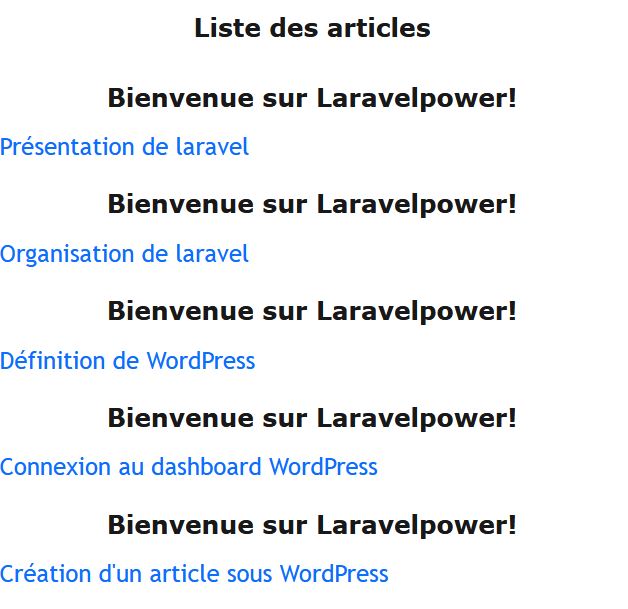 Liste des articles
Bienvenue sur Laravelpower!
Présentation de laravel
Bienvenue sur Laravelpower!
Organisation de laravel
Bienvenue sur Laravelpower!
Définition de WordPress
Bienvenue sur Laravelpower!
Connexion au dashboard WordPress
Bienvenue sur Laravelpower!
Création d'un article sous WordPress